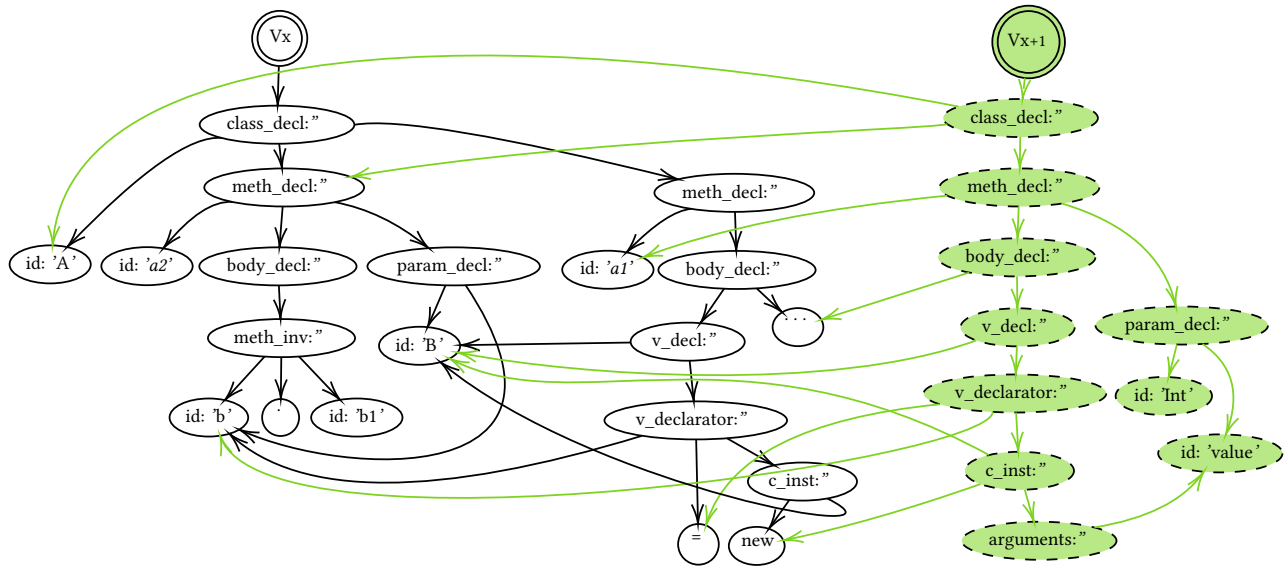 Vx
Vx+1
class_decl:”
class_decl:”
meth_decl:”
meth_decl:”
meth_decl:”
id: ’A’
id: ’a2’
body_decl:”
param_decl:”
id: ’a1’
body_decl:”
body_decl:”
meth_inv:”
id: ’B’
v_decl:”
. . .
v_decl:”
param_decl:”
id: ’b’
.
id: ’b1’
v_declarator:”
v_declarator:”
id: ’Int’
c_inst:”
c_inst:”
id: ’value’
=
new
arguments:”